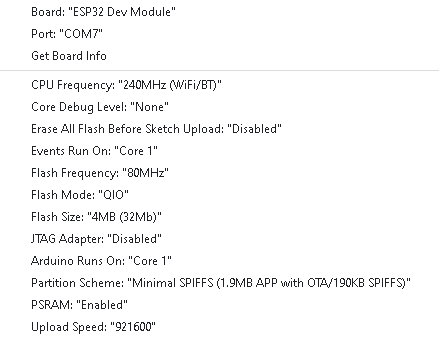 Board: "ESP32 Dev Module"
Port: "COM7"
Get Board Info
CPU Frequency: "240MHz (WiFi/BT)"
Core Debug Level: "None"
Erase All Flash Before Sketch Upload: "Disabled"
Events Run On: "Core 1"
Flash Frequency: "80MHz"
Flash Mode: "QIO"
Flash Size: "4MB (32Mb)"
JTAG Adapter: "Disabled"
Arduino Runs On: "Core 1"
Partition Scheme: "Minimal SPIFFS (1.9MB APP with OTA/190KB SPIFFS)"
PSRAM: "Enabled"
Upload Speed: "921600"